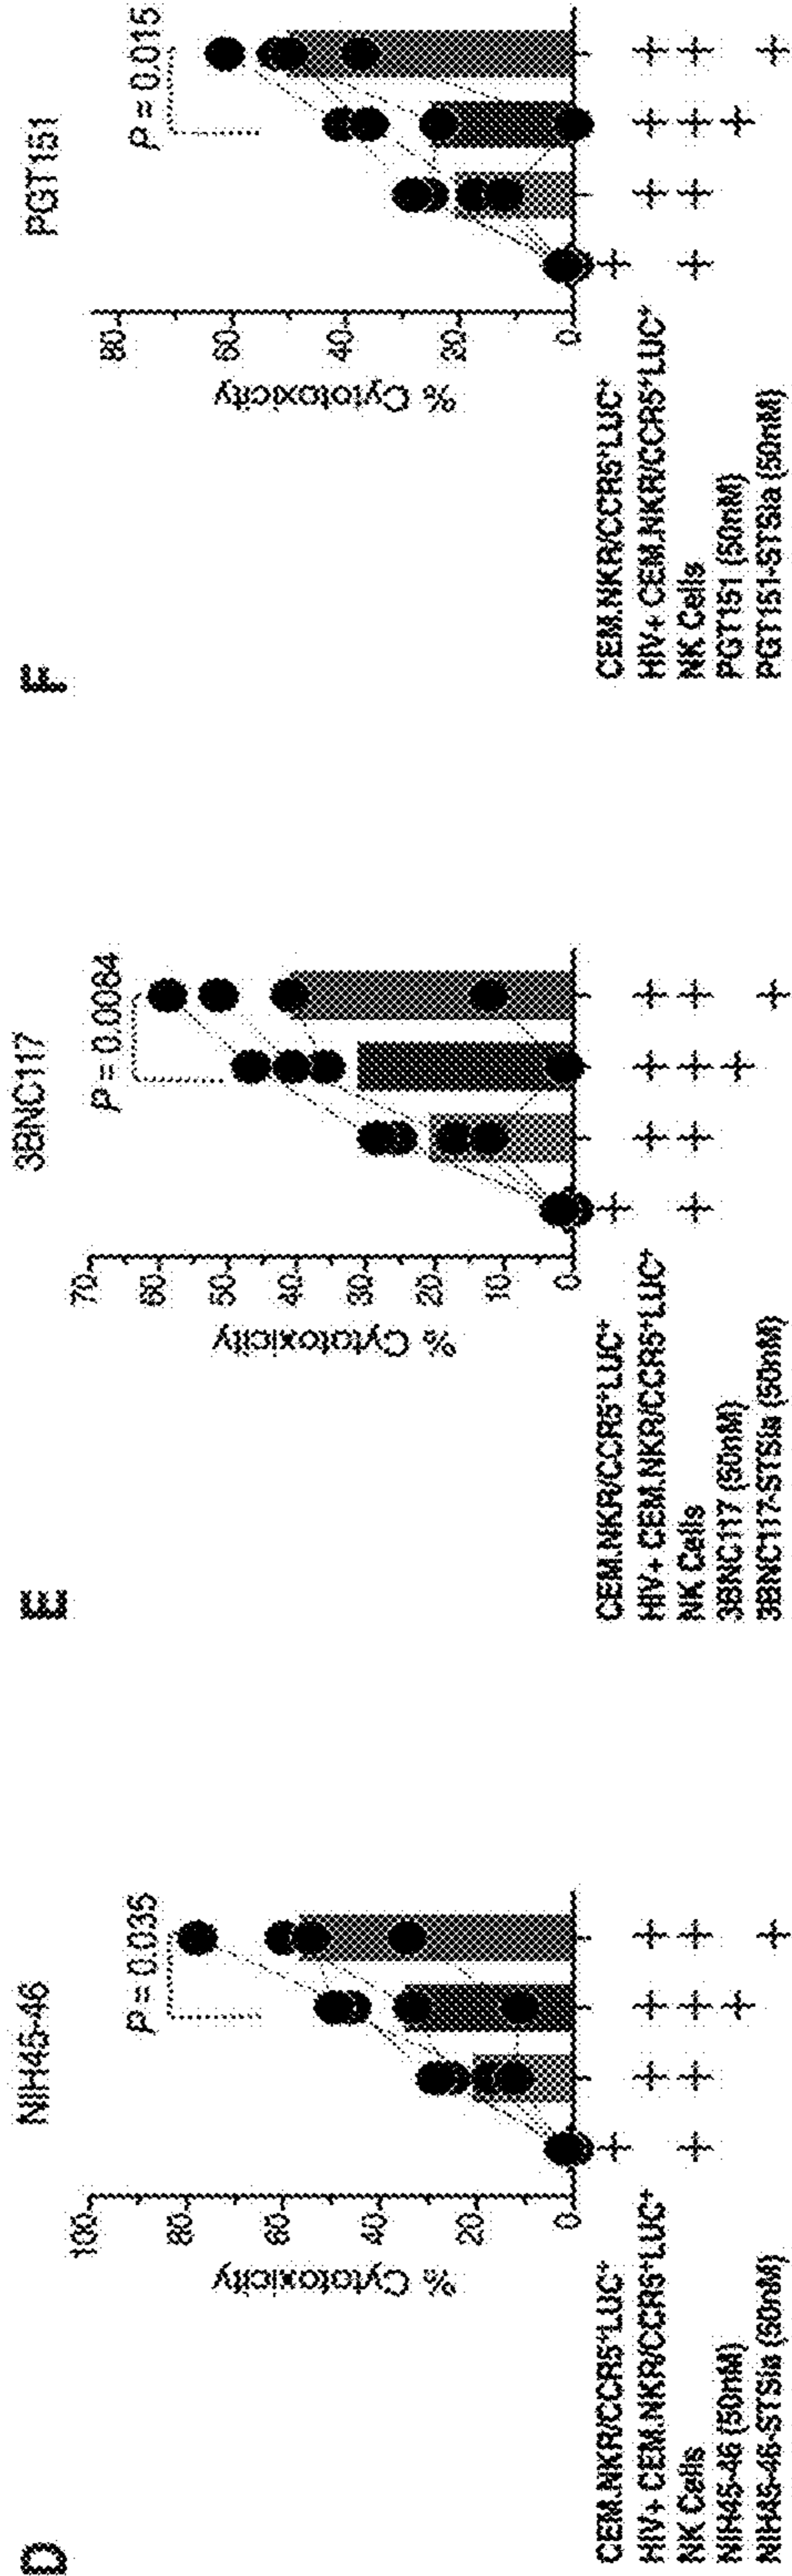 D
NIH45-46
P = 0.035
% Cytotoxicity
100
80
60
40
20
0
CEM.NKR/CCR5+LUC+
+
HIV+ CEM.NKR/CCR5+LUC+
+ + +
NK Cells
+ + + +
NIH45-46 (50nM)
+
NIH45-46-STSia (50nM)
+
E
3BNC117
P = 0.0084
% Cytotoxicity
70
60
50
40
30
20
10
0
CEM.NKR/CCR5+LUC+
+
HIV+ CEM.NKR/CCR5+LUC+
+ + +
NK Cells
+ + + +
3BNC117 (50nM)
+
3BNC117-STSia (50nM)
+
F
PGT151
P = 0.015
% Cytotoxicity
80
60
40
20
0
CEM.NKR/CCR5+LUC+
+
HIV+ CEM.NKR/CCR5+LUC+
+ + +
NK Cells
+ + + +
PGT151 (50nM)
+
PGT151-STSia (50nM)
+